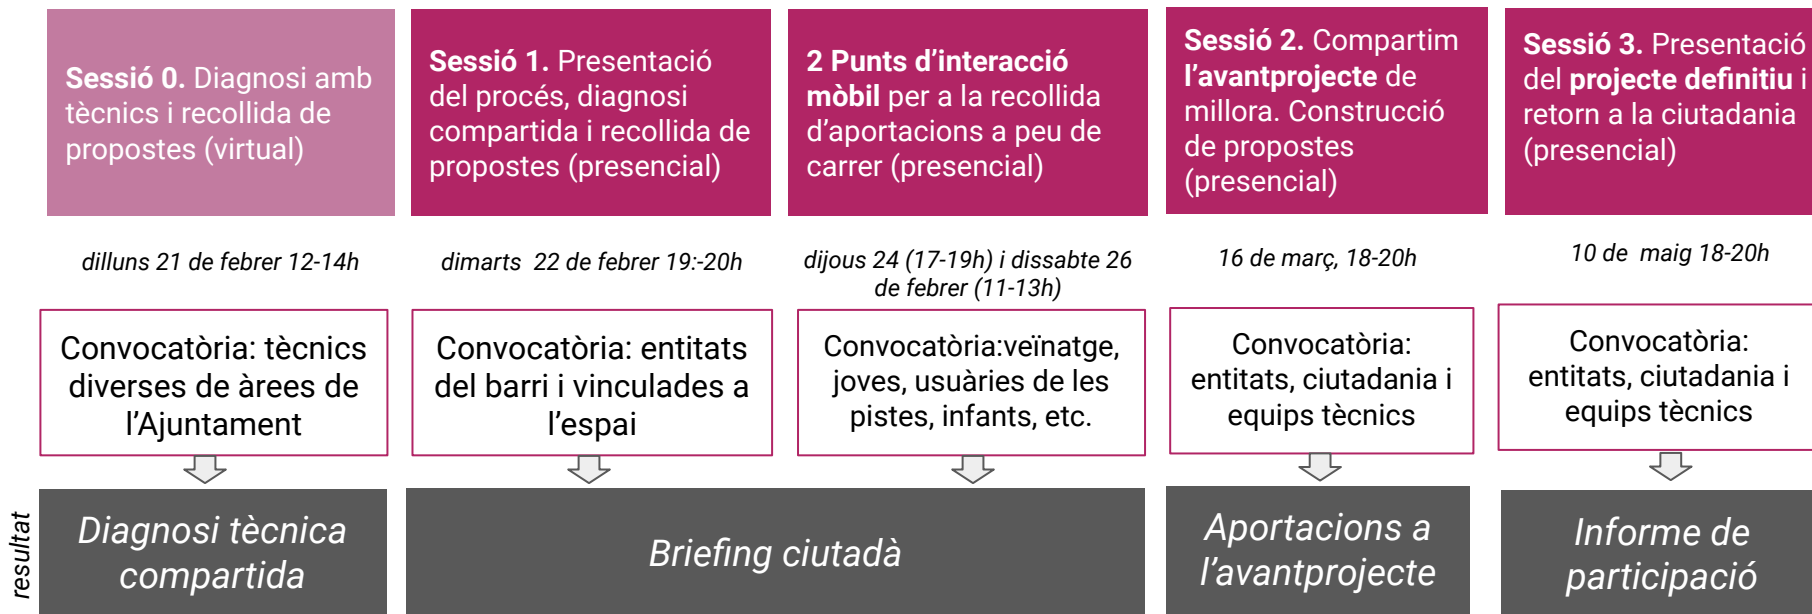 Sessió 0. Diagnosi amb
tècnics i recollida de
propostes (virtual)
Sessió 1. Presentació
del procés, diagnosi
compartida i recollida de
propostes (presencial)
2 Punts d'interacció
mòbil per a la recollida
d'aportacions a peu de
carrer (presencial)
Sessió 2. Compartim
l'avantprojecte de
millora. Construcció
de propostes
(presencial)
Sessió 3. Presentació
del projecte definitiu i
retorn a la ciutadania
(presencial)
dilluns 21 de febrer 12-14h
dimarts 22 de febrer 19:-20h
dijous 24 (17-19h) i dissabte 26
de febrer (11-13h)
16 de març, 18-20h
10 de maig 18-20h
Convocatòria: tècnics
diverses de àrees de
l'Ajuntament
Convocatòria: entitats
del barri i vinculades a
l'espai
Convocatòria:veïnatge,
joves, usuàries de les
pistes, infants, etc.
Convocatòria:
entitats, ciutadania i
equips tècnics
Convocatòria:
entitats, ciutadania i
equips tècnics
resultat
Diagnosi tècnica
compartida
Briefing ciutadà
Aportacions a
l'avantprojecte
Informe de
participació